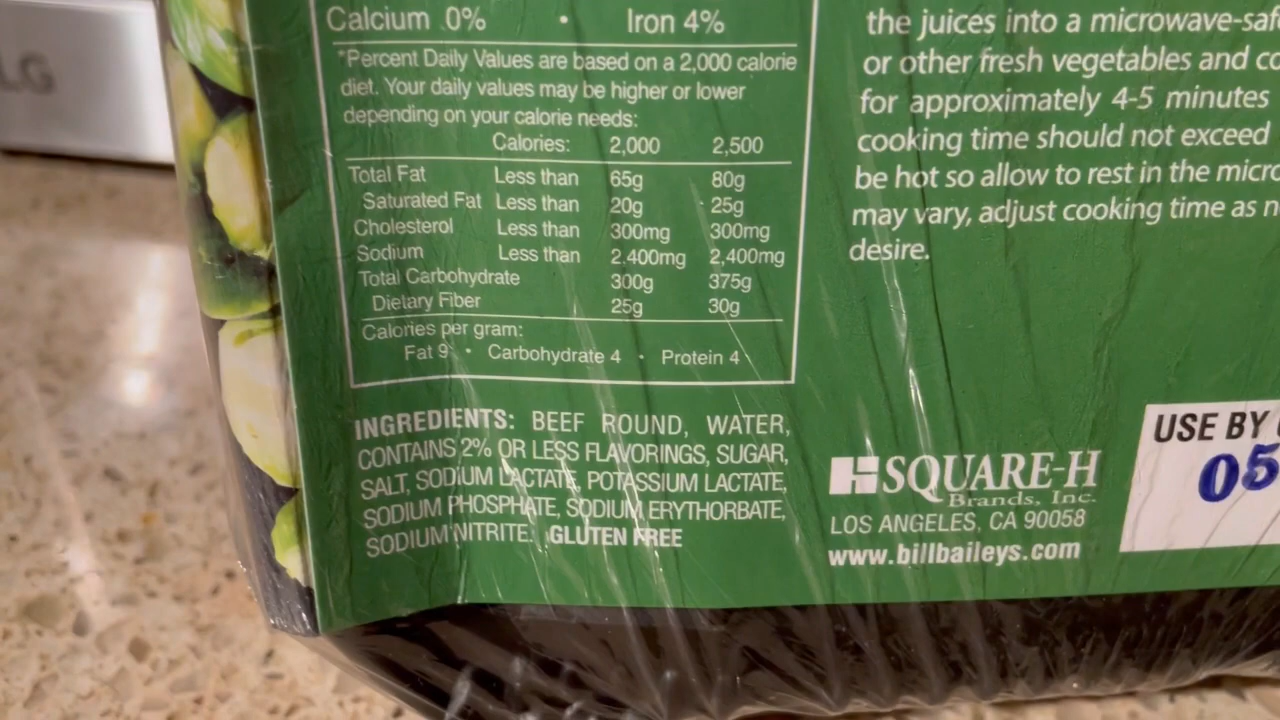 LG
Calcium 0% • Iron 4%
*Percent Daily Values are based on a 2,000 calorie
diet. Your daily values may be higher or lower
depending on your calorie needs:
Calories: 2,000 2,500
Total Fat Less than 65g 80g
Saturated Fat Less than 20g 25g
Cholesterol Less than 300mg 300mg
Sodium Less than 2,400mg 2,400mg
Total Carbohydrate 300g 375g
Dietary Fiber 25g 30g
Calories per gram:
Fat 9 • Carbohydrate 4 • Protein 4
INGREDIENTS: BEEF ROUND, WATER,
CONTAINS 2% OR LESS FLAVORINGS, SUGAR,
SALT, SODIUM LACTATE, POTASSIUM LACTATE,
SODIUM PHOSPHATE, SODIUM ERYTHORBATE,
SODIUM NITRITE. GLUTEN FREE
the juices into a microwave-saf
or other fresh vegetables and co
for approximately 4-5 minutes
cooking time should not exceed
be hot so allow to rest in the micro
may vary, adjust cooking time as n
desire.
SQUARE-H
Brands, Inc.
LOS ANGELES, CA 90058
www.billbaileys.com
USE BY
05